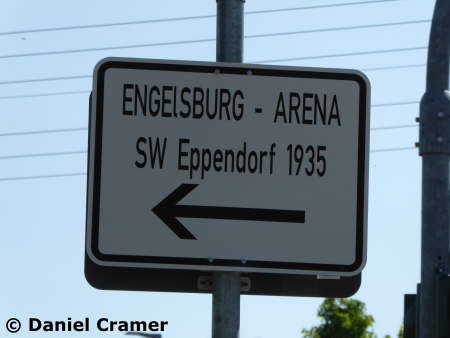 ENGElSBURG - ARENA
SW Eppendorf 1935
© Daniel Cramer